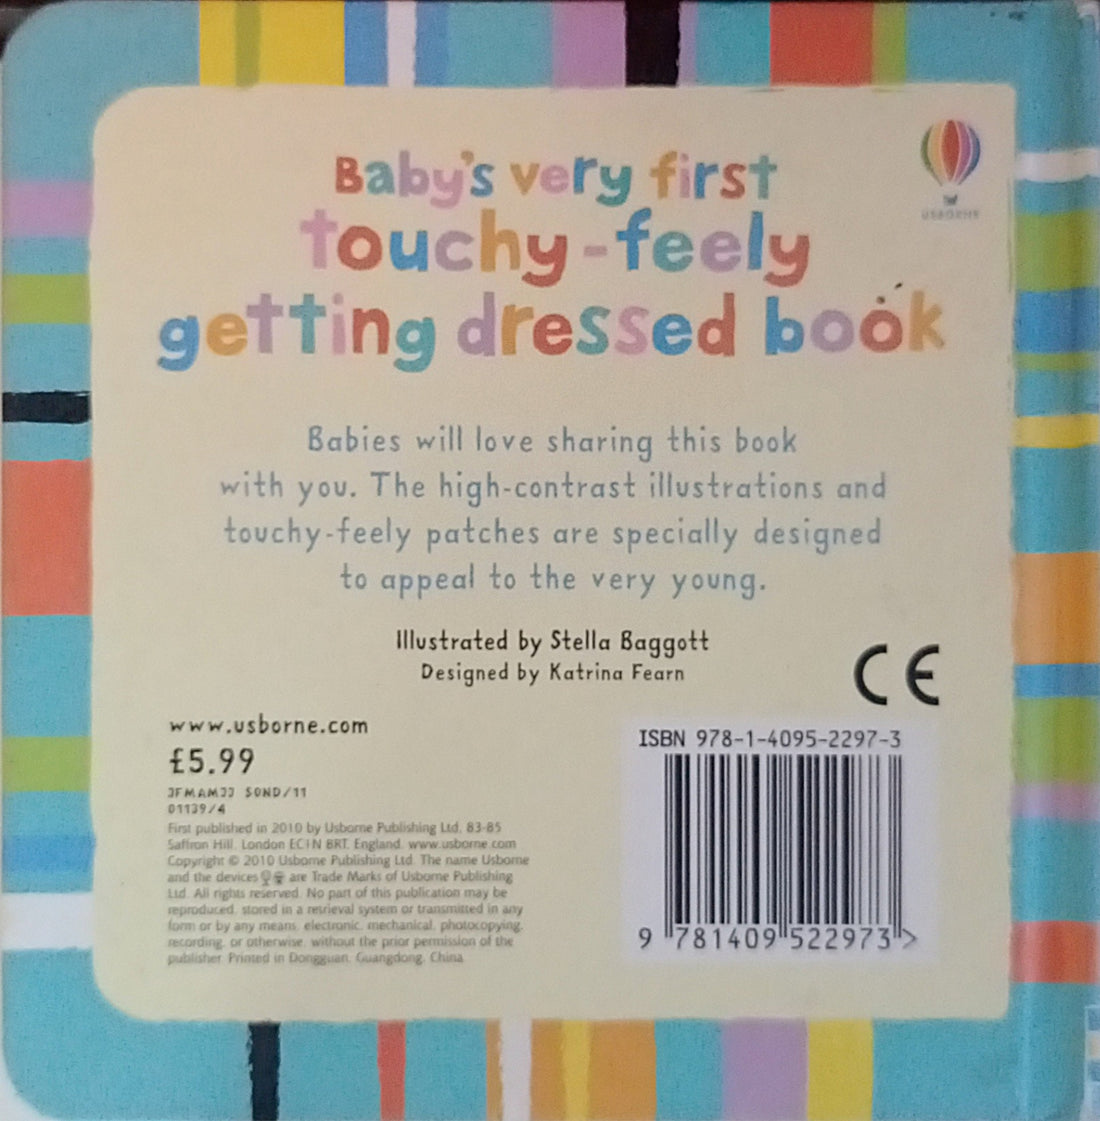 Baby's very first
touchy-feely
getting dressed book
USBORNE
Babies will love sharing this book
with you. The high-contrast illustrations and
touchy-feely patches are specially designed
to appeal to the very young.
Illustrated by Stella Baggott
Designed by Katrina Fearn
CE
www.usborne.com
£5.99
JFMAMJJ SOND/11
01139/4
First published in 2010 by Usborne Publishing Ltd, 83-85
Saffron Hill, London EC1N 8RT, England. www.usborne.com
Copyright © 2010 Usborne Publishing Ltd. The name Usborne
and the devices are Trade Marks of Usborne Publishing
Ltd. All rights reserved. No part of this publication may be
reproduced, stored in a retrieval system or transmitted in any
form or by any means, electronic, mechanical, photocopying,
recording, or otherwise, without the prior permission of the
publisher. Printed in Dongguan, Guangdong, China.
ISBN 978-1-4095-2297-3
9 781409 522973 >